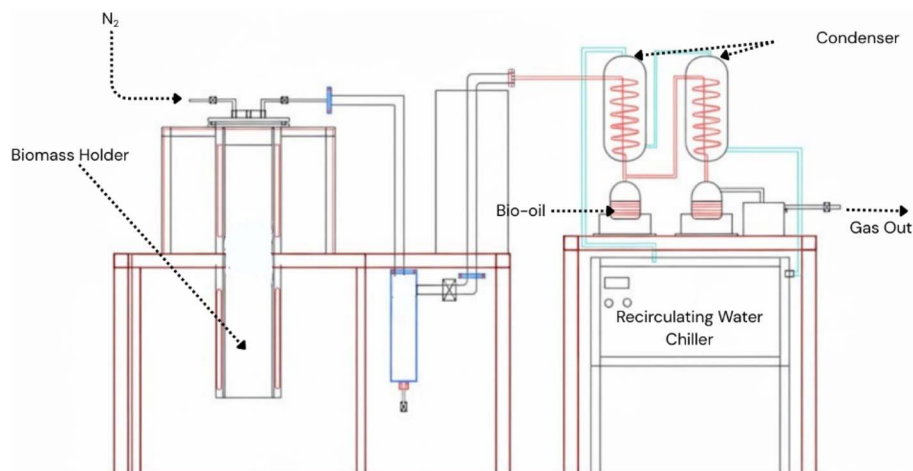 N₂
Condenser
Biomass Holder
Bio-oil
Gas Out
Recirculating Water
Chiller